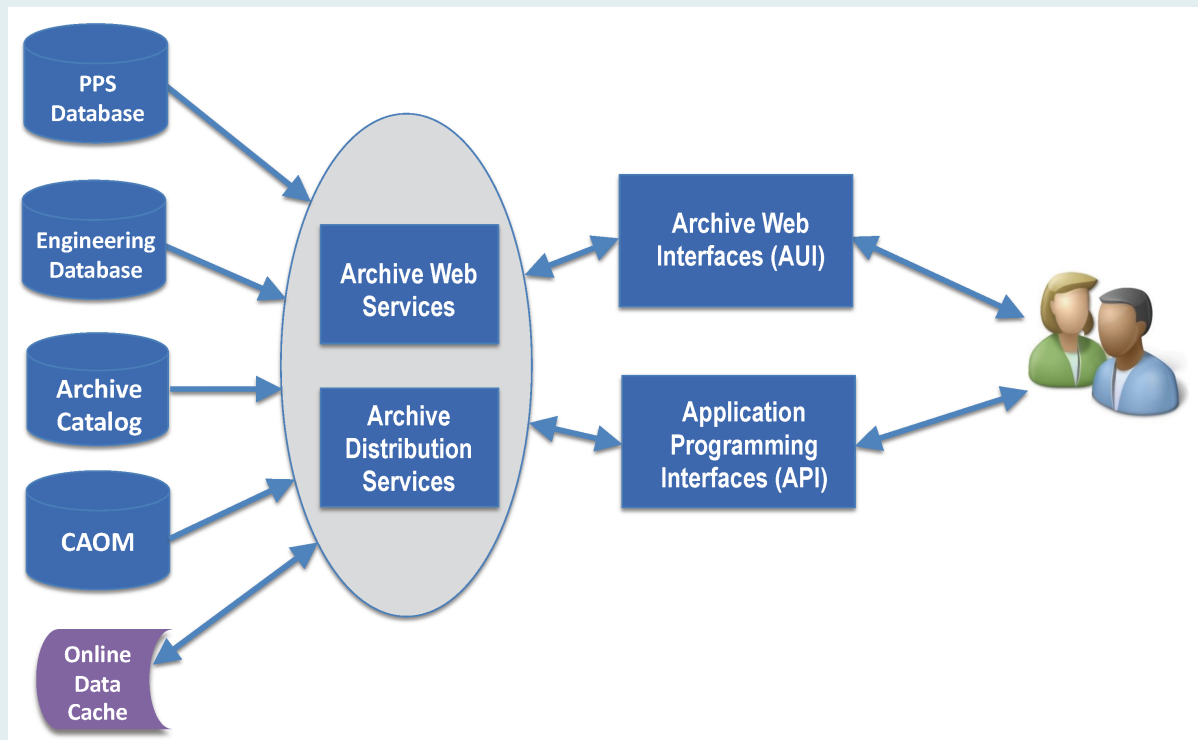 PPS
Database
Engineering
Database
Archive
Catalog
CAOM
Online
Data
Cache
Archive Web
Services
Archive
Distribution
Services
Archive Web
Interfaces (AUI)
Application
Programming
Interfaces (API)